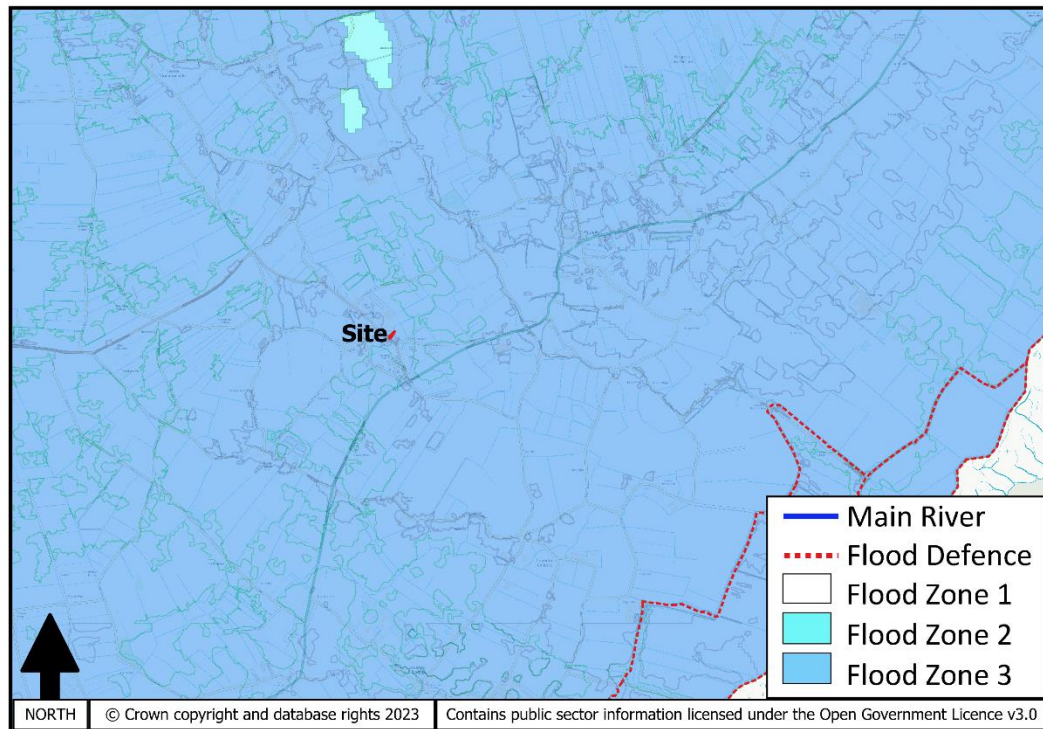 Site
Main River
Flood Defence
Flood Zone 1
Flood Zone 2
Flood Zone 3
NORTH
© Crown copyright and database rights 2023
Contains public sector information licensed under the Open Government Licence v3.0